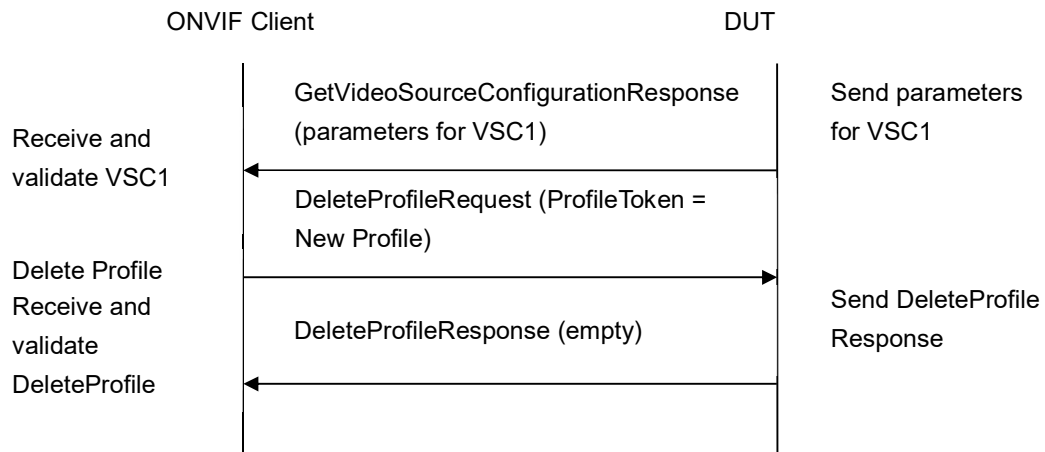 ONVIF Client
DUT
GetVideoSourceConfigurationResponse
(parameters for VSC1)
Send parameters
for VSC1
Receive and
validate VSC1
DeleteProfileRequest (ProfileToken =
New Profile)
Delete Profile
Receive and
validate
DeleteProfile
DeleteProfileResponse (empty)
Send DeleteProfile
Response